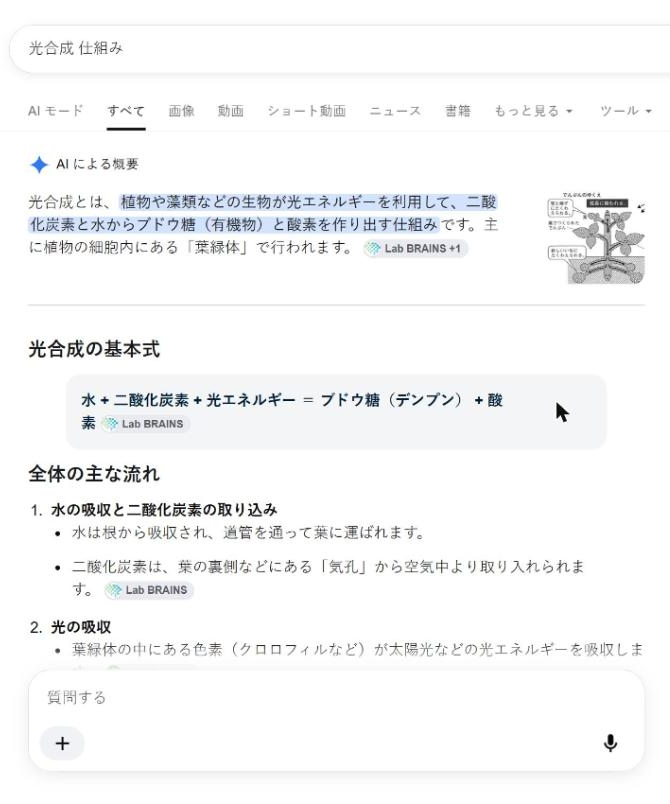 光合成 仕組み
AI モード すべて 画像 動画 ショート動画 ニュース 書籍 もっと見る ツール
AI による概要
光合成とは、植物や藻類などの生物が光エネルギーを利用して、二酸
化炭素と水からブドウ糖（有機物）と酸素を作り出す仕組みです。主
に植物の細胞内にある「葉緑体」で行われます。 Lab BRAINS +1
でんぷんのゆくえ
光合成の基本式
水 + 二酸化炭素 + 光エネルギー ＝ ブドウ糖（デンプン） + 酸
素 Lab BRAINS
全体の主な流れ
1. 水の吸収と二酸化炭素の取り込み
• 水は根から吸収され、道管を通って葉に運ばれます。
• 二酸化炭素は、葉の裏側などにある「気孔」から空気中より取り入れられま
す。 Lab BRAINS
2. 光の吸収
• 葉緑体の中にある色素（クロロフィルなど）が太陽光などの光エネルギーを吸収しま
質問する